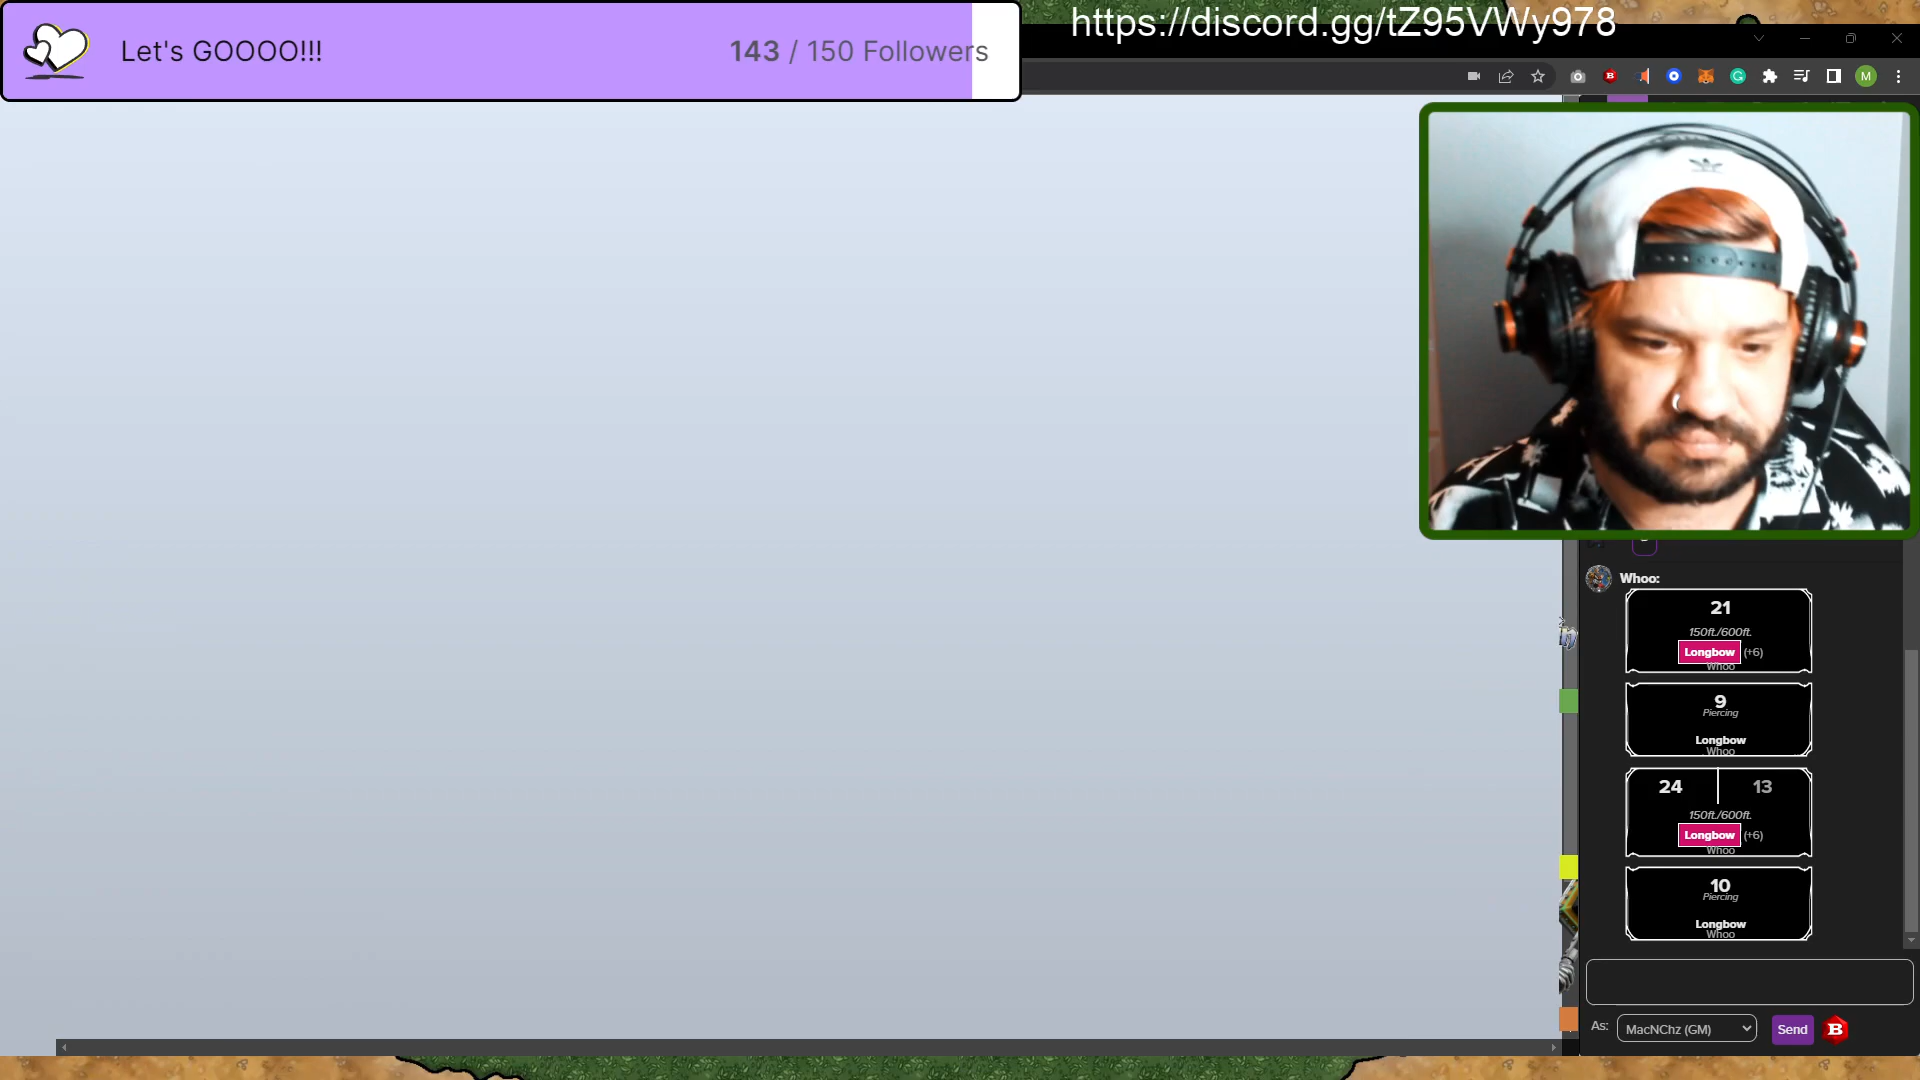 https://discord.gg/tZ95VWy978
Let's GOOOO!!!
143 / 150 Followers
M
Whoo:
21
150ft./600ft.
Longbow (+6)
Whoo
9
Piercing
Longbow
Whoo
24 13
150ft./600ft.
Longbow (+6)
Whoo
10
Piercing
Longbow
Whoo
As: MacNChz (GM) Send B